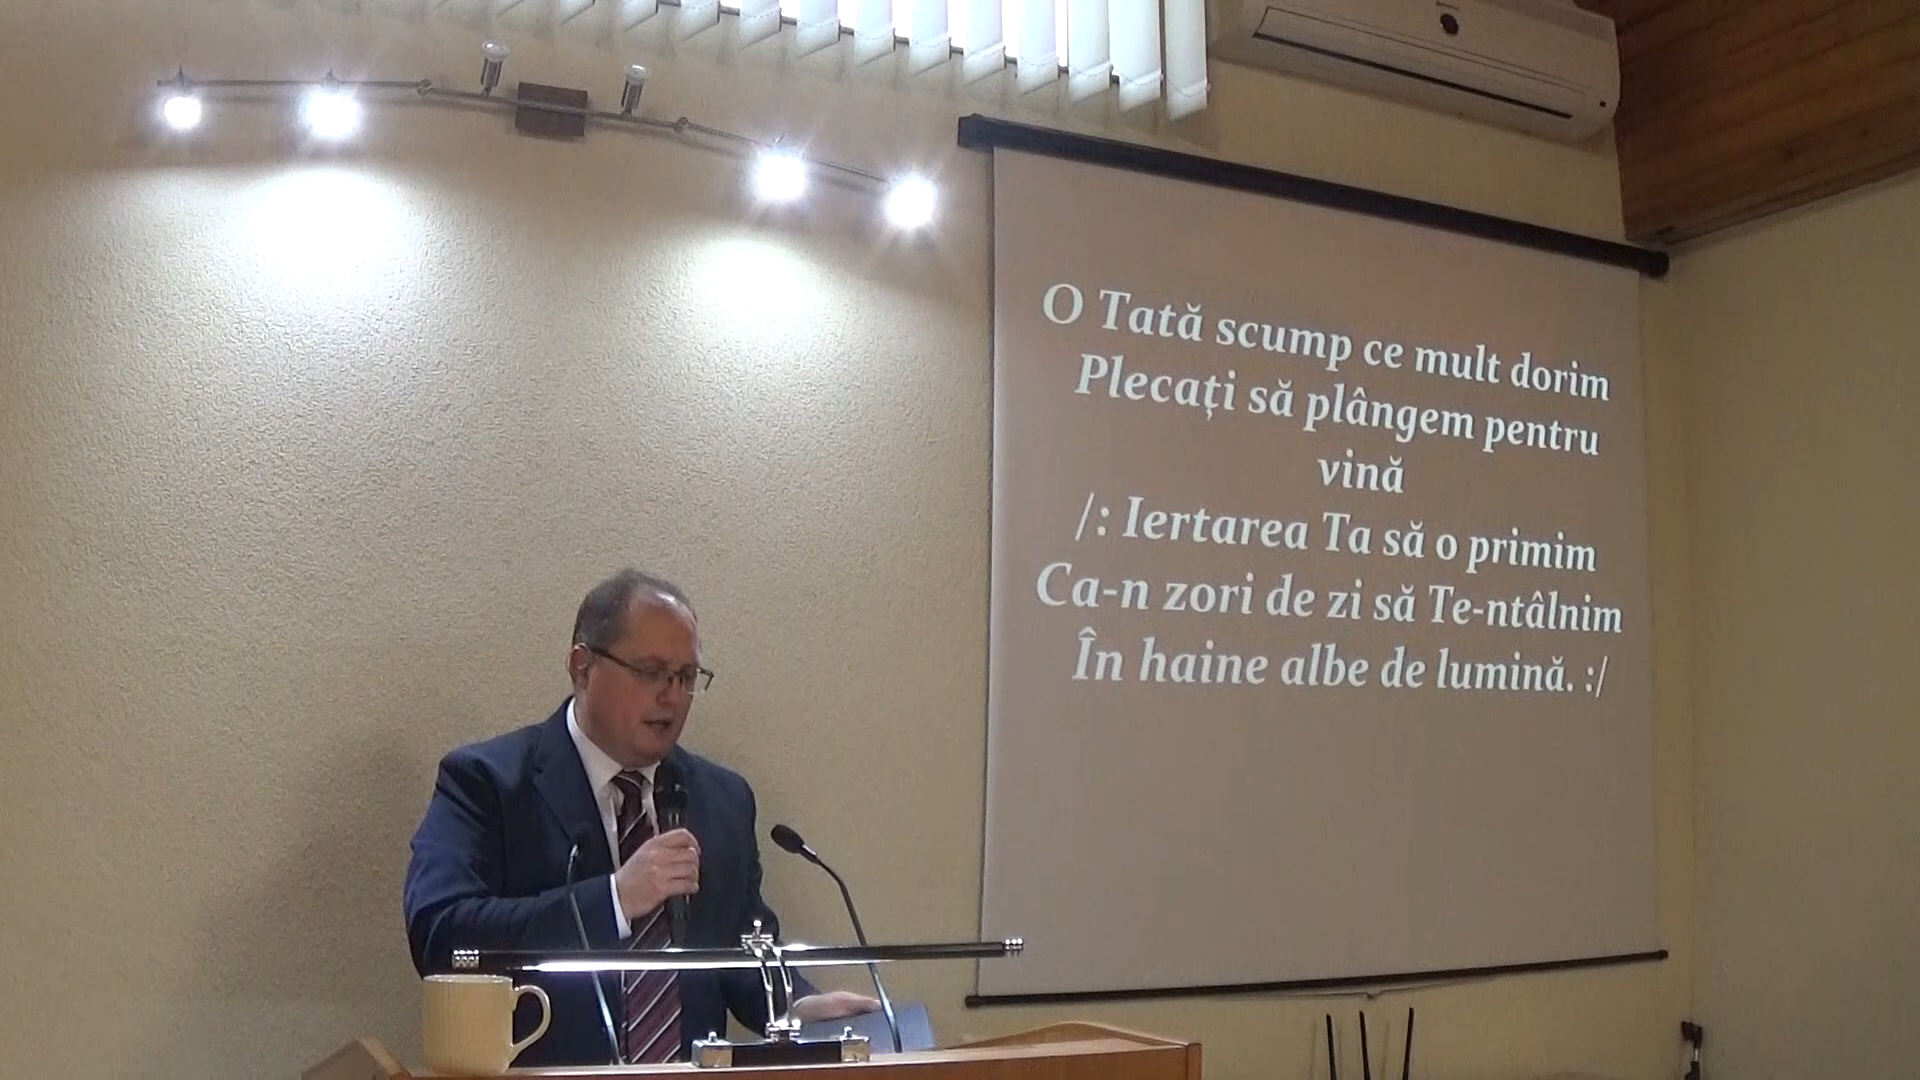 O Tată scump ce mult dorim
Plecați să plângem pentru
vină
/: Iertarea Ta să o primim
Ca-n zori de zi să Te-ntâlnim
În haine albe de lumină. :/